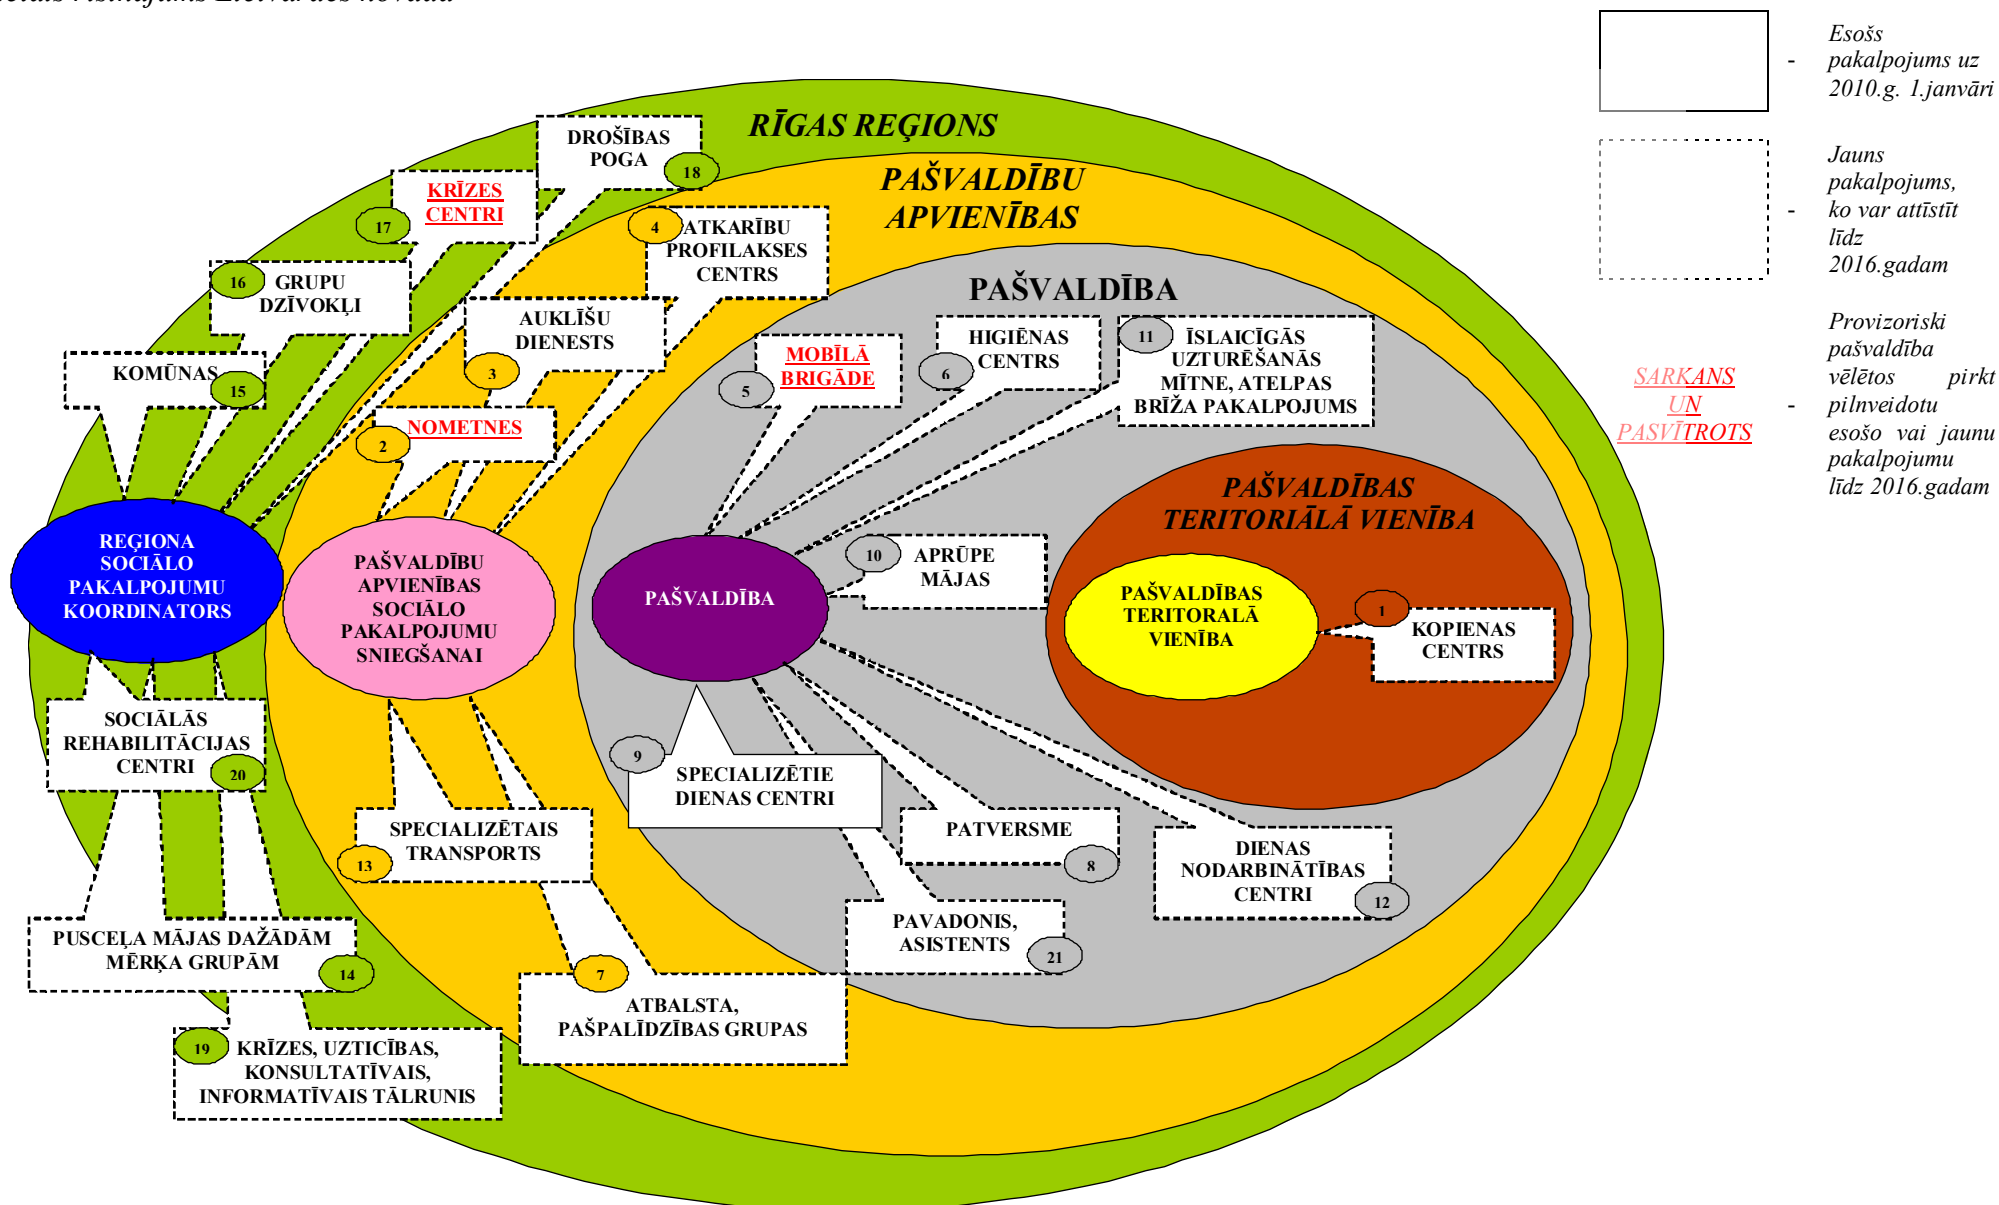 risinājums Lielvārdes novadā
RĪGAS REĢIONS
PAŠVALDĪBU
APVIENĪBAS
PAŠVALDĪBA
PAŠVALDĪBAS
TERITORIĀLĀ VIENĪBA
DROŠĪBAS
POGA
18
KRĪZES
CENTRI
17
4
ATKARĪBU
PROFILAKSES
CENTRS
16
GRUPU
DZĪVOKĻI
AUKLĪŠU
DIENESTS
3
KOMŪNAS
15
NOMETNES
2
MOBĪLĀ
BRIGĀDE
5
HIGIĒNAS
CENTRS
6
11
ĪSLAICĪGĀS
UZTURĒŠANĀS
MĪTNE, ATELPAS
BRĪŽA PAKALPOJUMS
REĢIONA
SOCIĀLO
PAKALPOJUMU
KOORDINATORS
PAŠVALDĪBU
APVIENĪBAS
SOCIĀLO
PAKALPOJUMU
SNIEGŠANAI
PAŠVALDĪBA
10
APRŪPE
MĀJAS
PAŠVALDĪBAS
TERITORALĀ
VIENĪBA
1
KOPIENAS
CENTRS
SOCIĀLĀS
REHABILITĀCIJAS
CENTRI
20
9
SPECIALIZĒTIE
DIENAS CENTRI
SPECIALIZĒTAIS
TRANSPORTS
13
PATVERSME
8
DIENAS
NODARBINĀTĪBAS
CENTRI
12
PAVADONIS,
ASISTENTS
21
PUSCEĻA MĀJAS DAŽĀDĀM
MĒRĶA GRUPĀM
14
7
ATBALSTA,
PAŠPALĪDZĪBAS GRUPAS
19
KRĪZES, UZTICĪBAS,
KONSULTATĪVAIS,
INFORMATĪVAIS TĀLRUNIS
- Esošs
pakalpojums uz
2010.g. 1.janvāri
- Jauns
pakalpojums,
ko var attīstīt
līdz
2016.gadam
SARKANS
UN
PASVĪTROTS
- Provizoriski
pašvaldība
vēlētos pirkt
pilnveidotu
esošo vai jaunu
pakalpojumu
līdz 2016.gadam